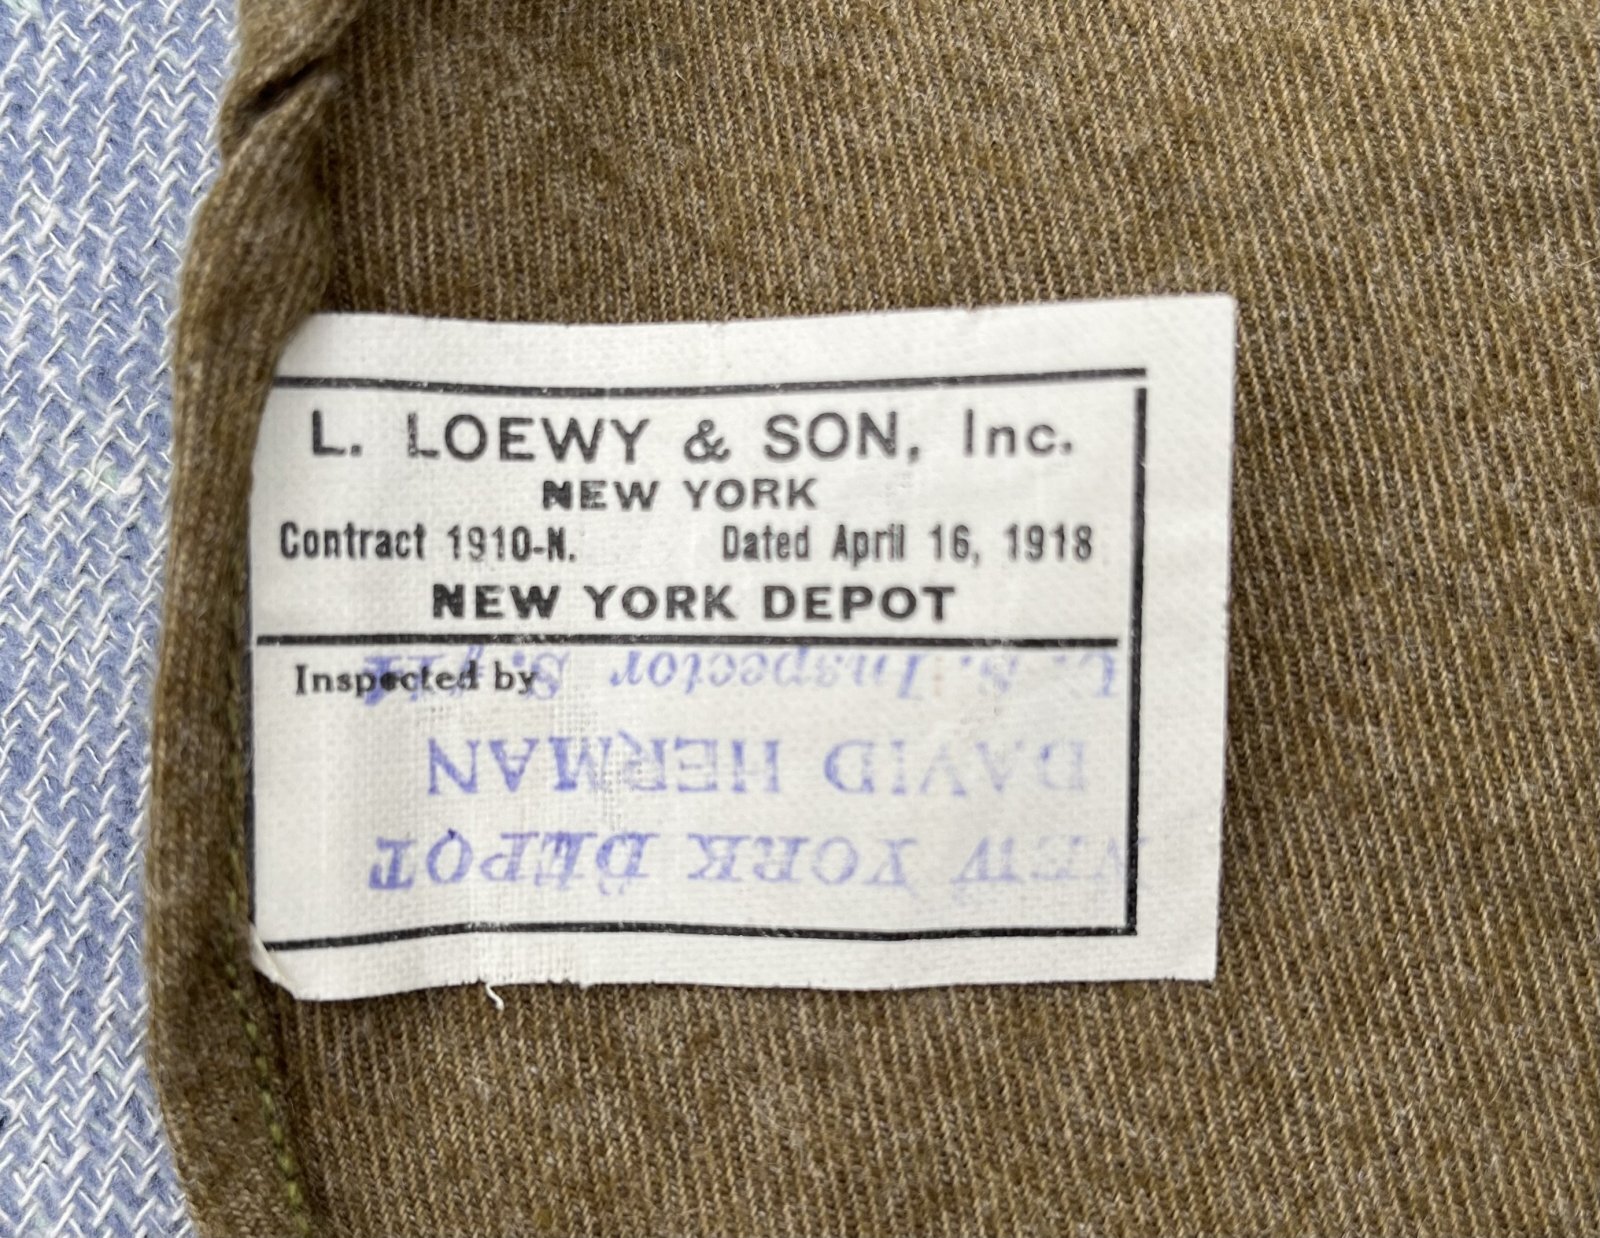 L. LOEWY & SON, Inc.
NEW YORK
Contract 1910-N. Dated April 16, 1918
NEW YORK DEPOT
Inspected by
NEW YORK DEPOT
DAVID HERMAN
U. S. Inspector